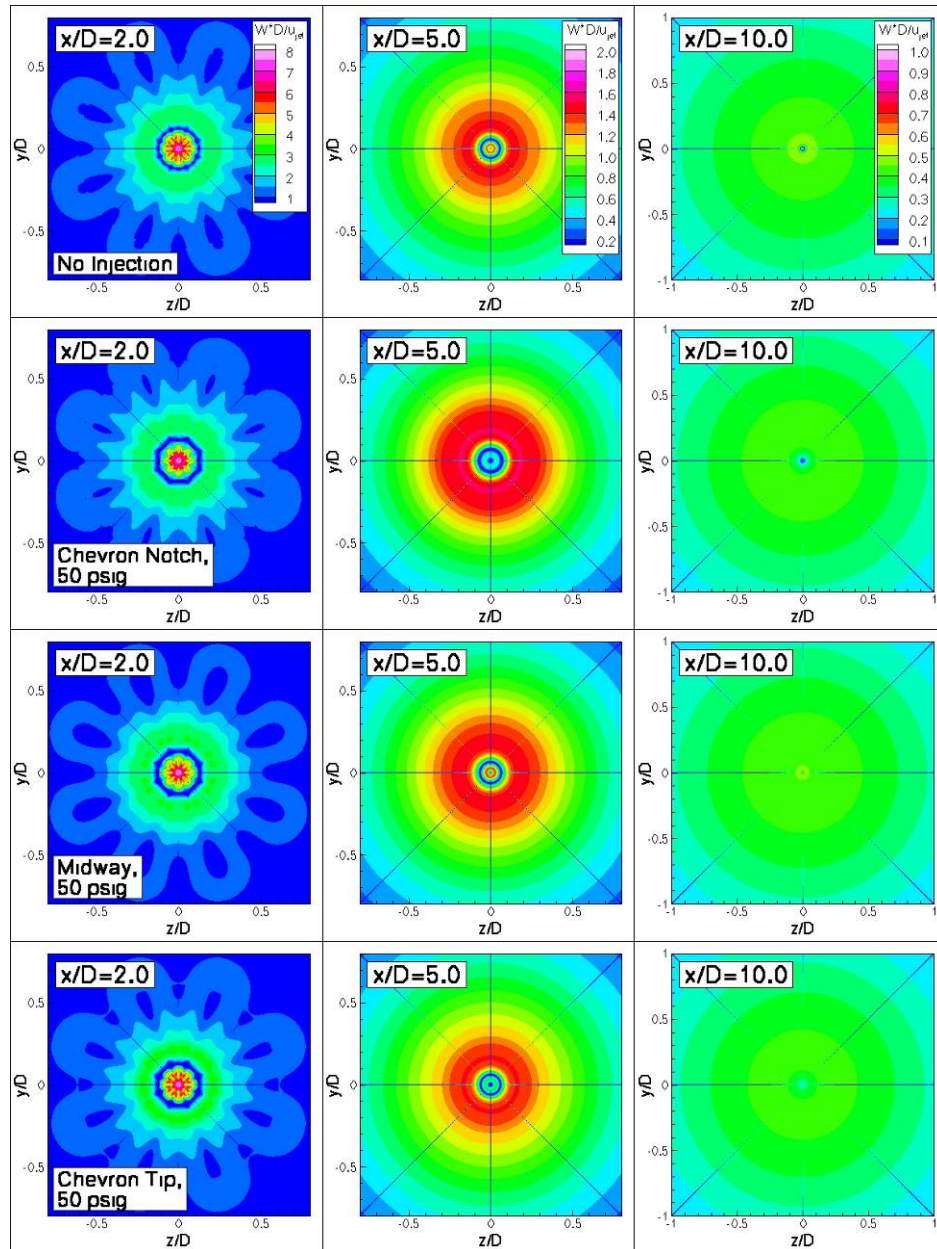 x/D=2.0
W*D/u_jet
8
7
6
5
4
3
2
1
y/D
0.5
0
-0.5
No Injection
-0.5 0 0.5
z/D
x/D=5.0
W*D/u_jet
2.0
1.8
1.6
1.4
1.2
1.0
0.8
0.6
0.4
0.2
y/D
0.5
0
-0.5
-0.5 0 0.5
z/D
x/D=10.0
W*D/u_jet
1.0
0.9
0.8
0.7
0.6
0.5
0.4
0.3
0.2
0.1
y/D
1
0.5
0
-0.5
-1
-1 -0.5 0 0.5 1
z/D
x/D=2.0
y/D
0.5
0
-0.5
Chevron Notch,
50 psig
-0.5 0 0.5
z/D
x/D=5.0
y/D
0.5
0
-0.5
-0.5 0 0.5
z/D
x/D=10.0
y/D
1
0.5
0
-0.5
-1
-1 -0.5 0 0.5 1
z/D
x/D=2.0
y/D
0.5
0
-0.5
Midway,
50 psig
-0.5 0 0.5
z/D
x/D=5.0
y/D
0.5
0
-0.5
-0.5 0 0.5
z/D
x/D=10.0
y/D
1
0.5
0
-0.5
-1
-1 -0.5 0 0.5 1
z/D
x/D=2.0
y/D
0.5
0
-0.5
Chevron Tip,
50 psig
-0.5 0 0.5
z/D
x/D=5.0
y/D
0.5
0
-0.5
-0.5 0 0.5
z/D
x/D=10.0
y/D
1
0.5
0
-0.5
-1
-1 -0.5 0 0.5 1
z/D